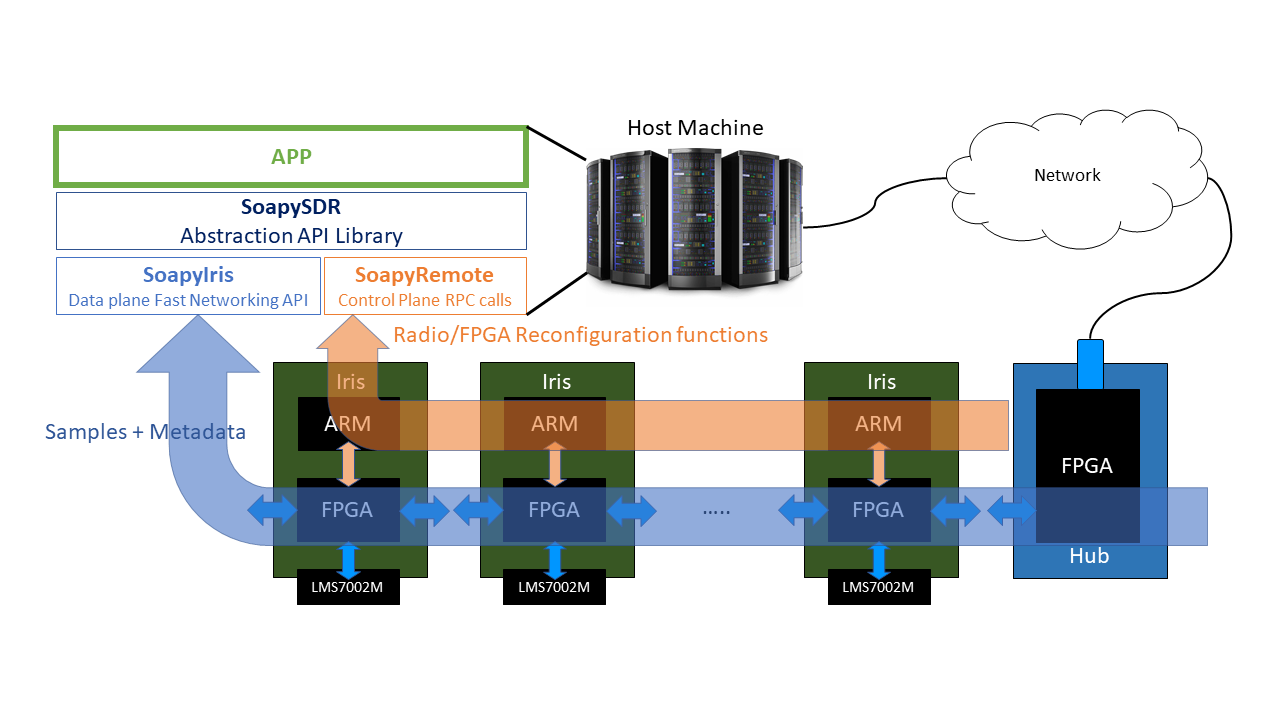 Host Machine
APP
Network
SoapySDR
Abstraction API Library
SoapyIris
Data plane Fast Networking API
SoapyRemote
Control Plane RPC calls
Radio/FPGA Reconfiguration functions
Iris
Iris
Iris
ARM
ARM
ARM
Samples + Metadata
FPGA
FPGA
FPGA
.....
FPGA
Hub
LMS7002M
LMS7002M
LMS7002M